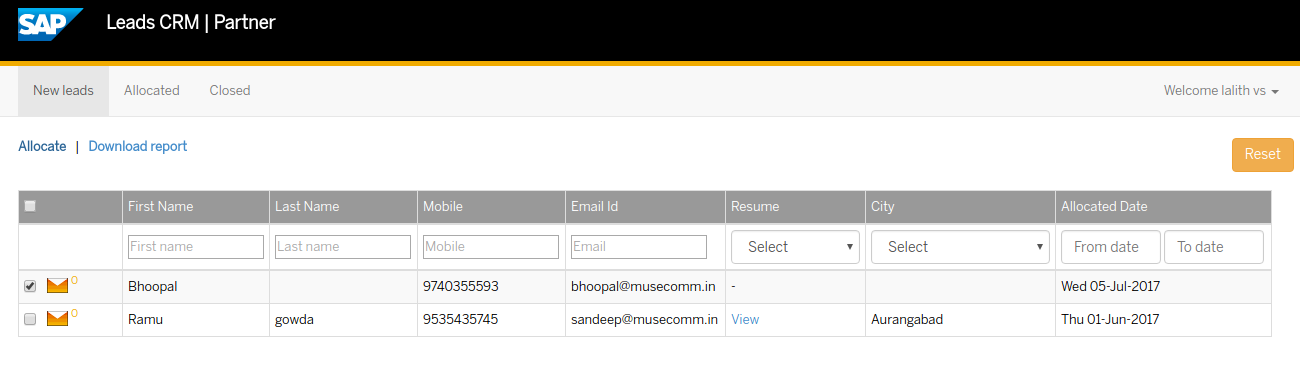 SAP Leads CRM | Partner
New leads Allocated Closed Welcome lalith vs
Allocate | Download report
Reset
First Name Last Name Mobile Email Id Resume City Allocated Date
First name Last name Mobile Email Select Select From date To date
0 Bhoopal 9740355593 bhoopal@musecomm.in - Wed 05-Jul-2017
0 Ramu gowda 9535435745 sandeep@musecomm.in View Aurangabad Thu 01-Jun-2017